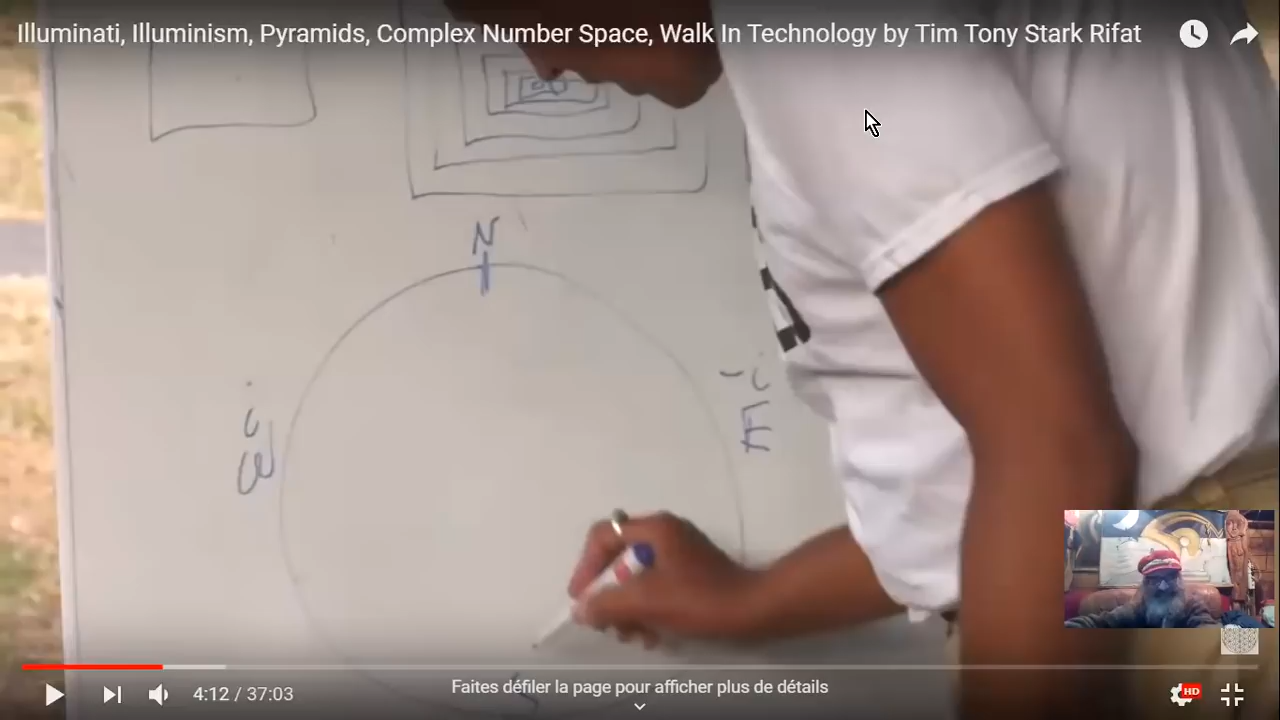 Illuminati, Illuminism, Pyramids, Complex Number Space, Walk In Technology by Tim Tony Stark Rifat
N
-i
E
i
W
4:12 / 37:03
HD
Faites défiler la page pour afficher plus de détails